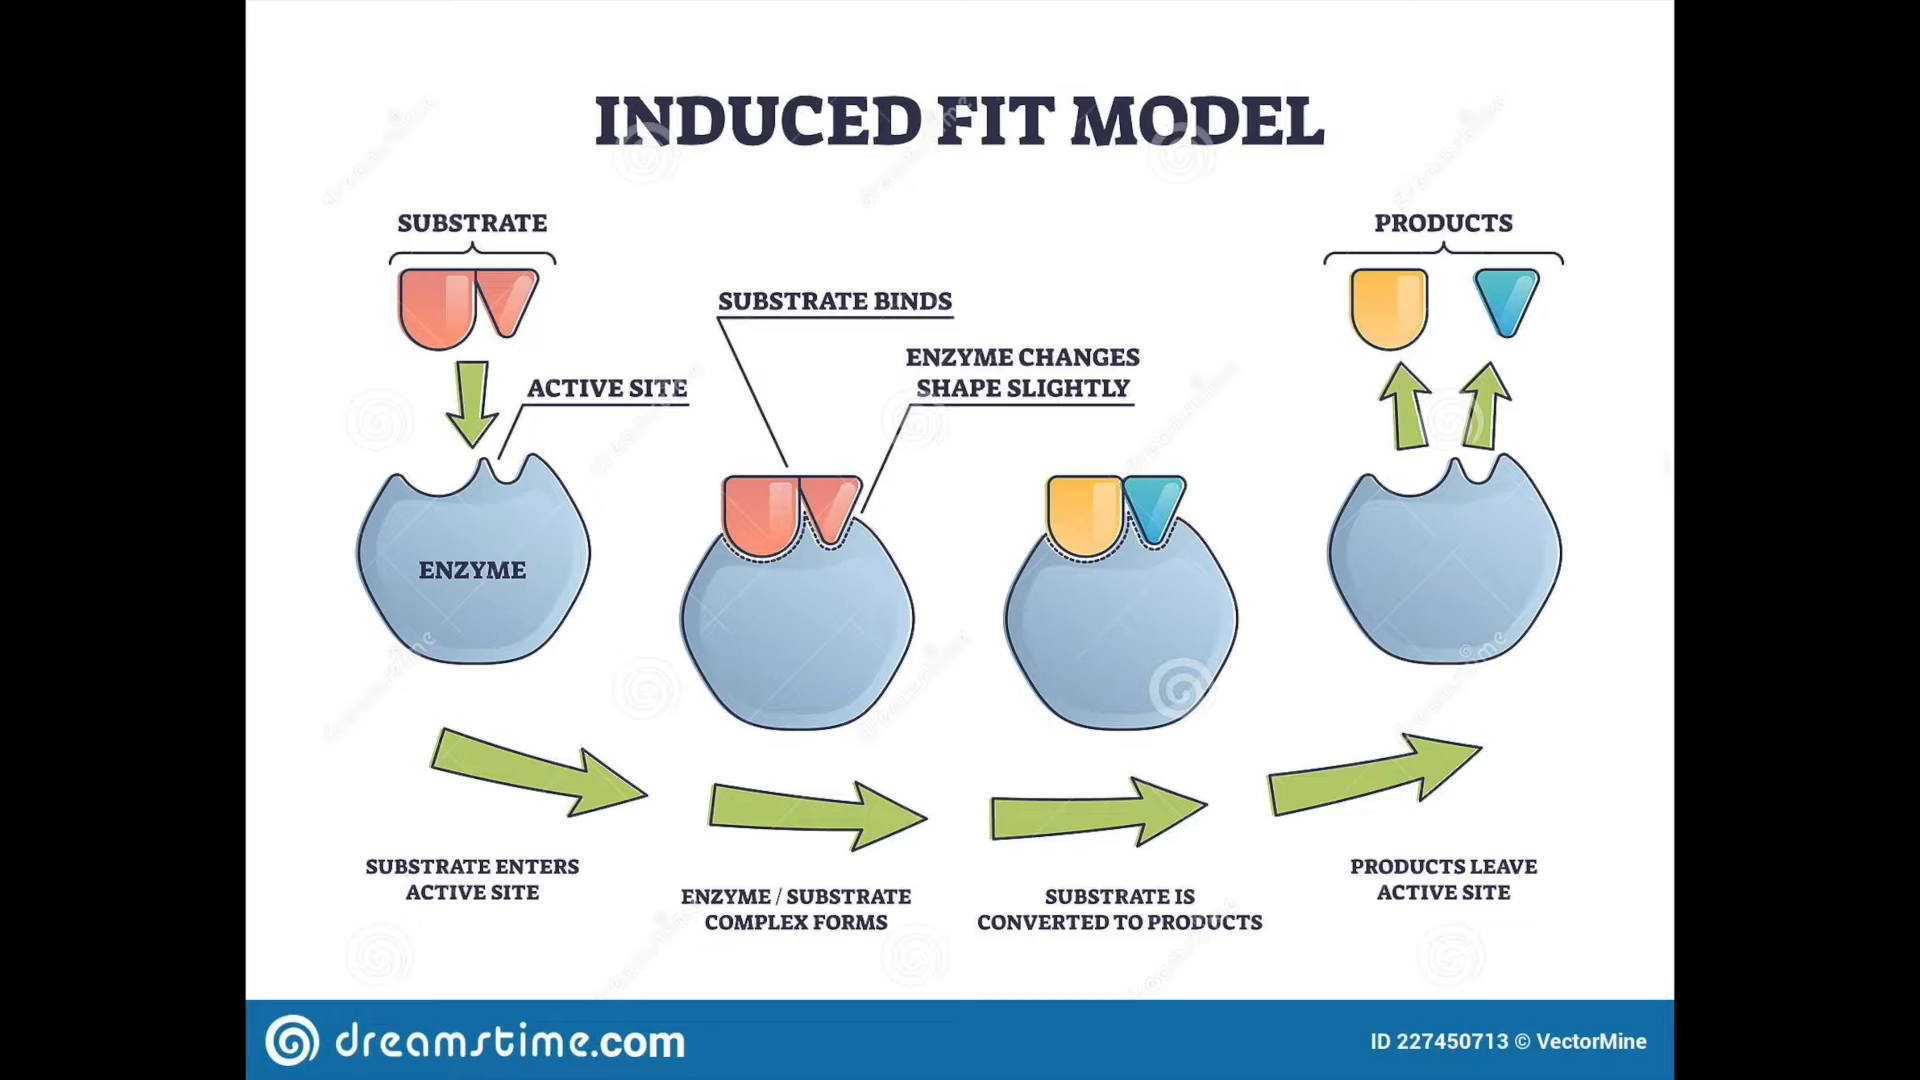 INDUCED FIT MODEL
SUBSTRATE
PRODUCTS
SUBSTRATE BINDS
ENZYME CHANGES
SHAPE SLIGHTLY
ACTIVE SITE
ENZYME
SUBSTRATE ENTERS
ACTIVE SITE
ENZYME / SUBSTRATE
COMPLEX FORMS
SUBSTRATE IS
CONVERTED TO PRODUCTS
PRODUCTS LEAVE
ACTIVE SITE
dreamstime.com
ID 227450713 © VectorMine